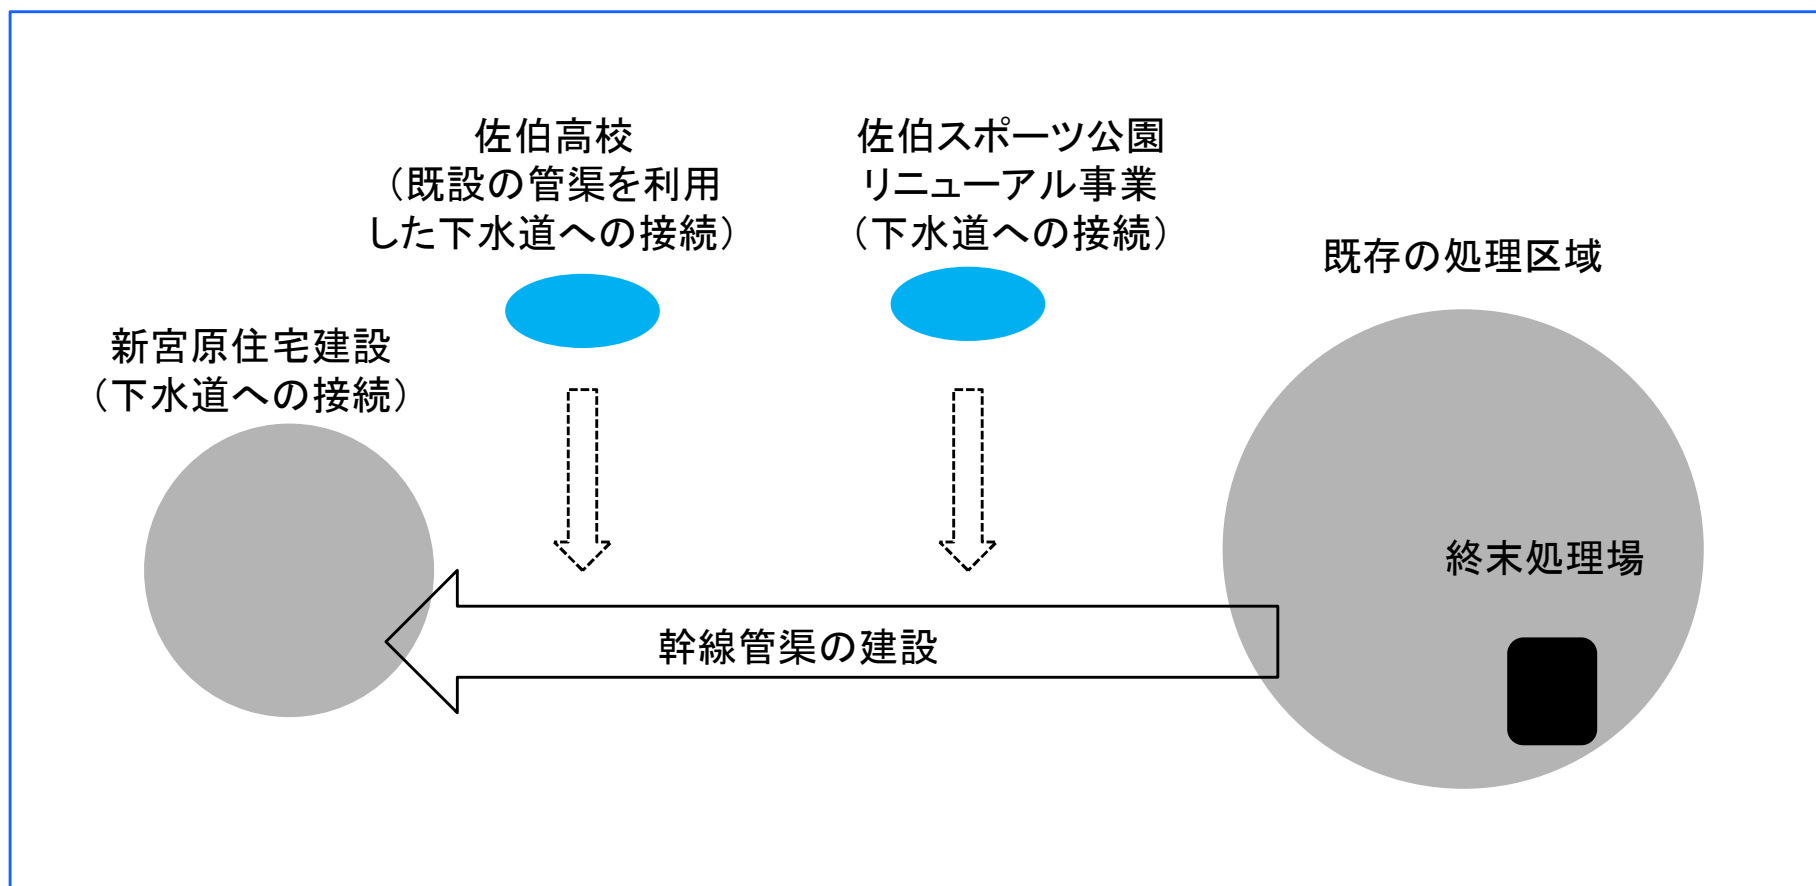 佐伯高校
（既設の管渠を利用
した下水道への接続）
佐伯スポーツ公園
リニューアル事業
（下水道への接続）
既存の処理区域
新宮原住宅建設
（下水道への接続）
終末処理場
幹線管渠の建設